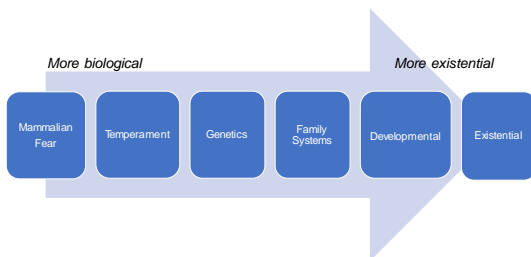 More biological
More existential
Mammalian
Fear
Temperament
Genetics
Family
Systems
Developmental
Existential